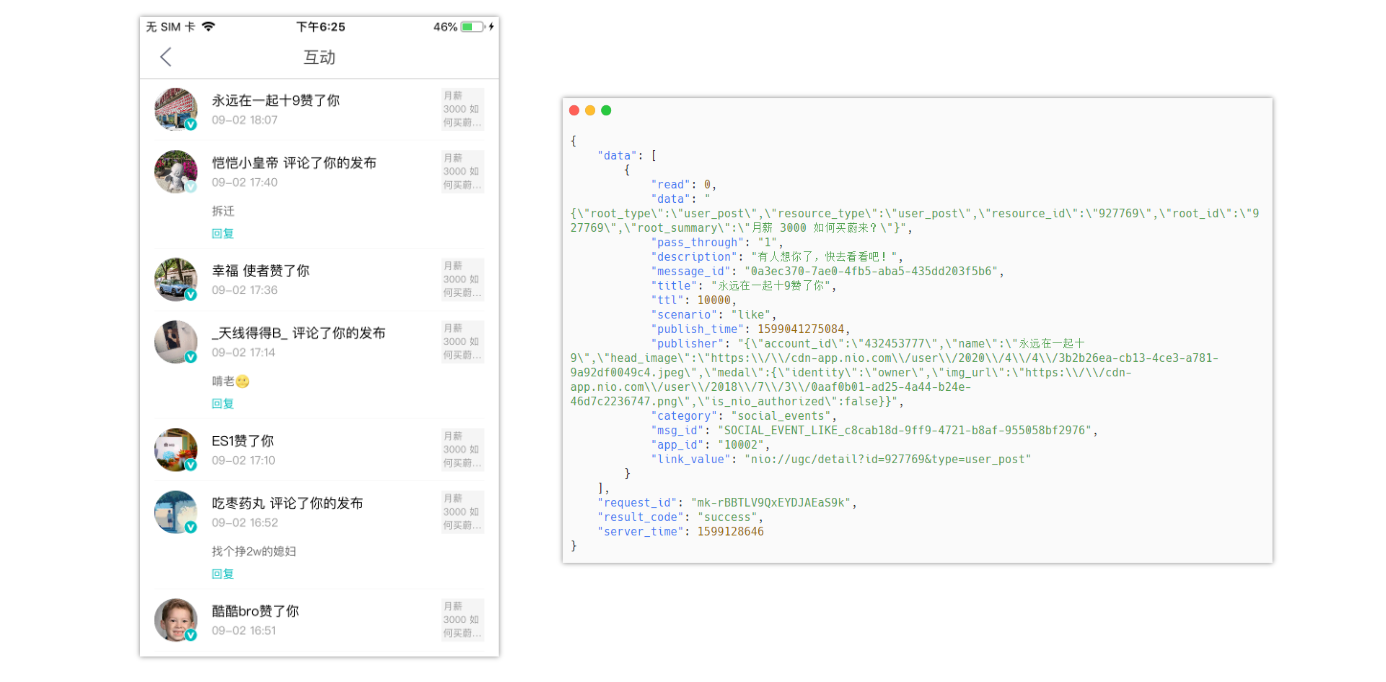 无 SIM 卡 下午6:25 46%
互动
永远在一起十9赞了你
09-02 18:07
月薪
3000 如
何买蔚...
恺恺小皇帝 评论了你的发布
09-02 17:40
拆迁
回复
月薪
3000 如
何买蔚...
幸福 使者赞了你
09-02 17:36
月薪
3000 如
何买蔚...
_天线得得B_ 评论了你的发布
09-02 17:14
啃老
回复
月薪
3000 如
何买蔚...
ES1赞了你
09-02 17:10
月薪
3000 如
何买蔚...
吃枣药丸 评论了你的发布
09-02 16:52
找个挣2w的媳妇
回复
月薪
3000 如
何买蔚...
酷酷bro赞了你
09-02 16:51
月薪
3000 如
何买蔚...
{
"data": [
{
"read": 0,
"data": "
{\"root_type\":\"user_post\",\"resource_type\":\"user_post\",\"resource_id\":\"927769\",\"root_id\":\"9
27769\",\"root_summary\":\"月薪 3000 如何买蔚来？\"}",
"pass_through": "1",
"description": "有人想你了，快去看看吧！",
"message_id": "0a3ec370-7ae0-4fb5-aba5-435dd203f5b6",
"title": "永远在一起十9赞了你",
"ttl": 10000,
"scenario": "like",
"publish_time": 1599041275084,
"publisher": "{\"account_id\":\"432453777\",\"name\":\"永远在一起十
9\",\"head_image\":\"https:\\/\\/cdn-app.nio.com\\/user\\/2020\\/4\\/4\\/3b2b26ea-cb13-4ce3-a781-
9a92df0049c4.jpeg\",\"medal\":{\"identity\":\"owner\",\"img_url\":\"https:\\/\\/cdn-
app.nio.com\\/user\\/2018\\/7\\/3\\/0aaf0b01-ad25-4a44-b24e-
46d7c2236747.png\",\"is_nio_authorized\":false}}",
"category": "social_events",
"msg_id": "SOCIAL_EVENT_LIKE_c8cab18d-9ff9-4721-b8af-955058bf2976",
"app_id": "10002",
"link_value": "nio://ugc/detail?id=927769&type=user_post"
}
],
"request_id": "mk-rBBTLV9QxEYDJAEaS9k",
"result_code": "success",
"server_time": 1599128646
}